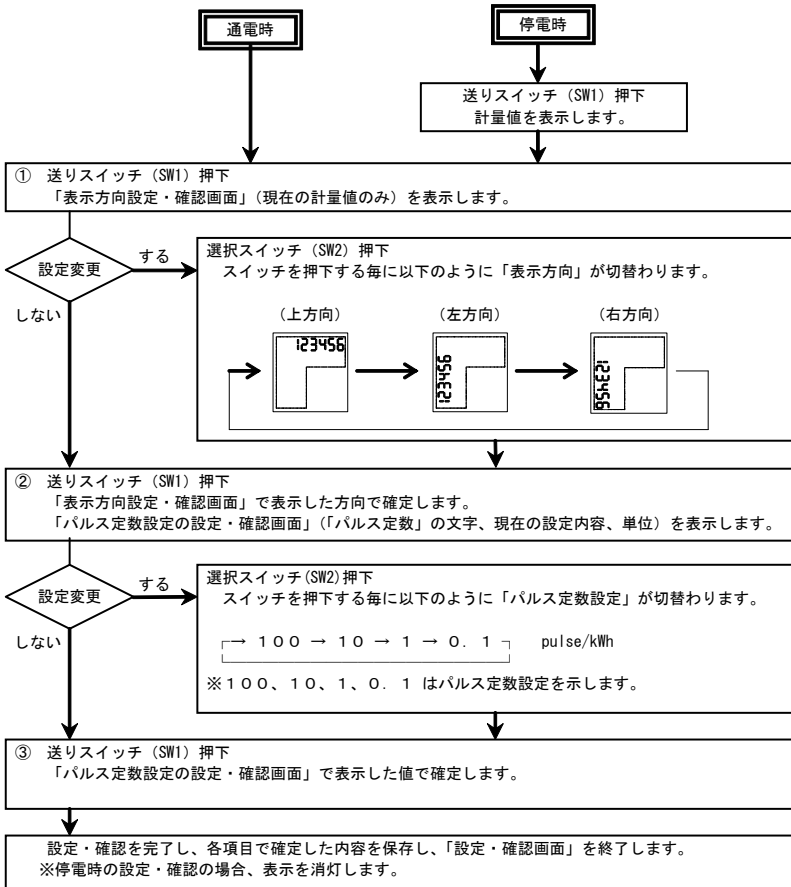 通電時
停電時
送りスイッチ（SW1）押下
計量値を表示します。
① 送りスイッチ（SW1）押下
「表示方向設定・確認画面」（現在の計量値のみ）を表示します。
設定変更
する
しない
選択スイッチ（SW2）押下
スイッチを押下する毎に以下のように「表示方向」が切替わります。
（上方向） （左方向） （右方向）
123456
123456
123456
② 送りスイッチ（SW1）押下
「表示方向設定・確認画面」で表示した方向で確定します。
「パルス定数設定の設定・確認画面」（「パルス定数」の文字、現在の設定内容、単位）を表示します。
設定変更
する
しない
選択スイッチ(SW2)押下
スイッチを押下する毎に以下のように「パルス定数設定」が切替わります。
→ １００ → １０ → １ → ０．１ pulse/kWh
※１００、１０、１、０．１ はパルス定数設定を示します。
③ 送りスイッチ（SW1）押下
「パルス定数設定の設定・確認画面」で表示した値で確定します。
設定・確認を完了し、各項目で確定した内容を保存し、「設定・確認画面」を終了します。
※停電時の設定・確認の場合、表示を消灯します。